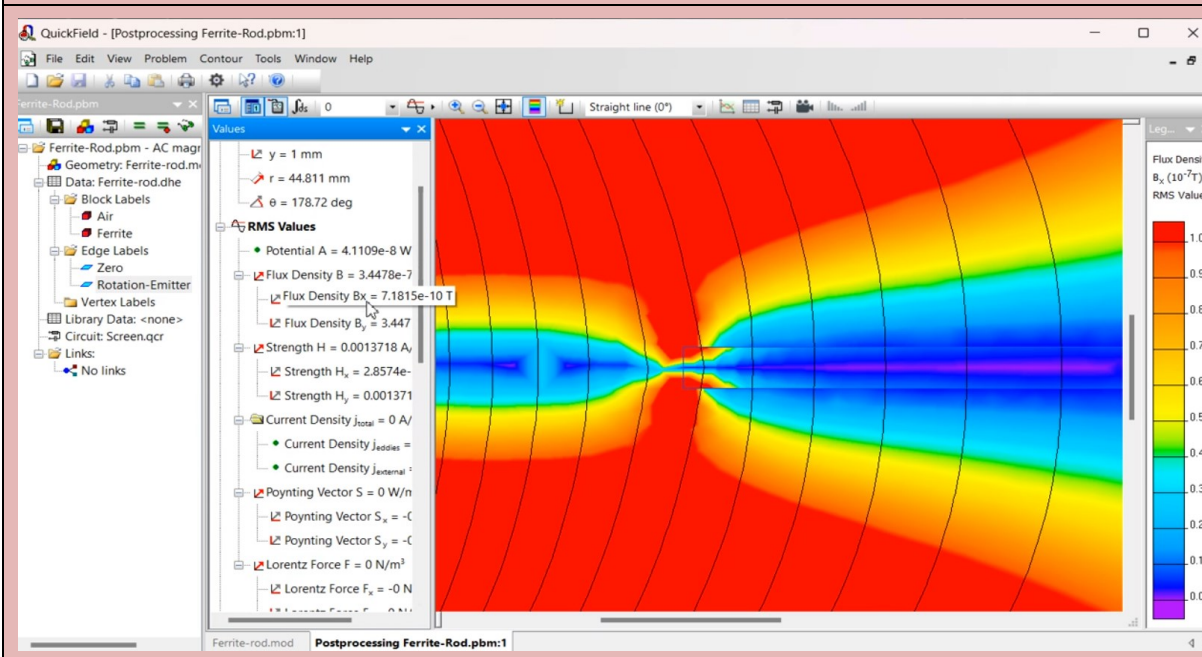 QuickField - [Postprocessing Ferrite-Rod.pbm:1]
File Edit View Problem Contour Tools Window Help
Ferrite-Rod.pbm
0
Straight line (0°)
Ferrite-Rod.pbm - AC magr
Geometry: Ferrite-rod.m
Data: Ferrite-rod.dhe
Block Labels
Air
Ferrite
Edge Labels
Zero
Rotation-Emitter
Vertex Labels
Library Data: <none>
Circuit: Screen.qcr
Links:
No links
Values
y = 1 mm
r = 44.811 mm
θ = 178.72 deg
RMS Values
Potential A = 4.1109e-8 W
Flux Density B = 3.4478e-7
Flux Density Bx = 7.1815e-10 T
Flux Density By = 3.447
Strength H = 0.0013718 A/
Strength Hx = 2.8574e-
Strength Hy = 0.001371
Current Density jtotal = 0 A/
Current Density jeddies =
Current Density jexternal =
Poynting Vector S = 0 W/m
Poynting Vector Sx = -0
Poynting Vector Sy = -0
Lorentz Force F = 0 N/m³
Lorentz Force Fx = -0 N
Leg...
Flux Densi
Bx (10⁻⁷T)
RMS Value
1.0
0.9
0.8
0.7
0.6
0.5
0.4
0.3
0.2
0.1
0.0
Ferrite-rod.mod
Postprocessing Ferrite-Rod.pbm:1